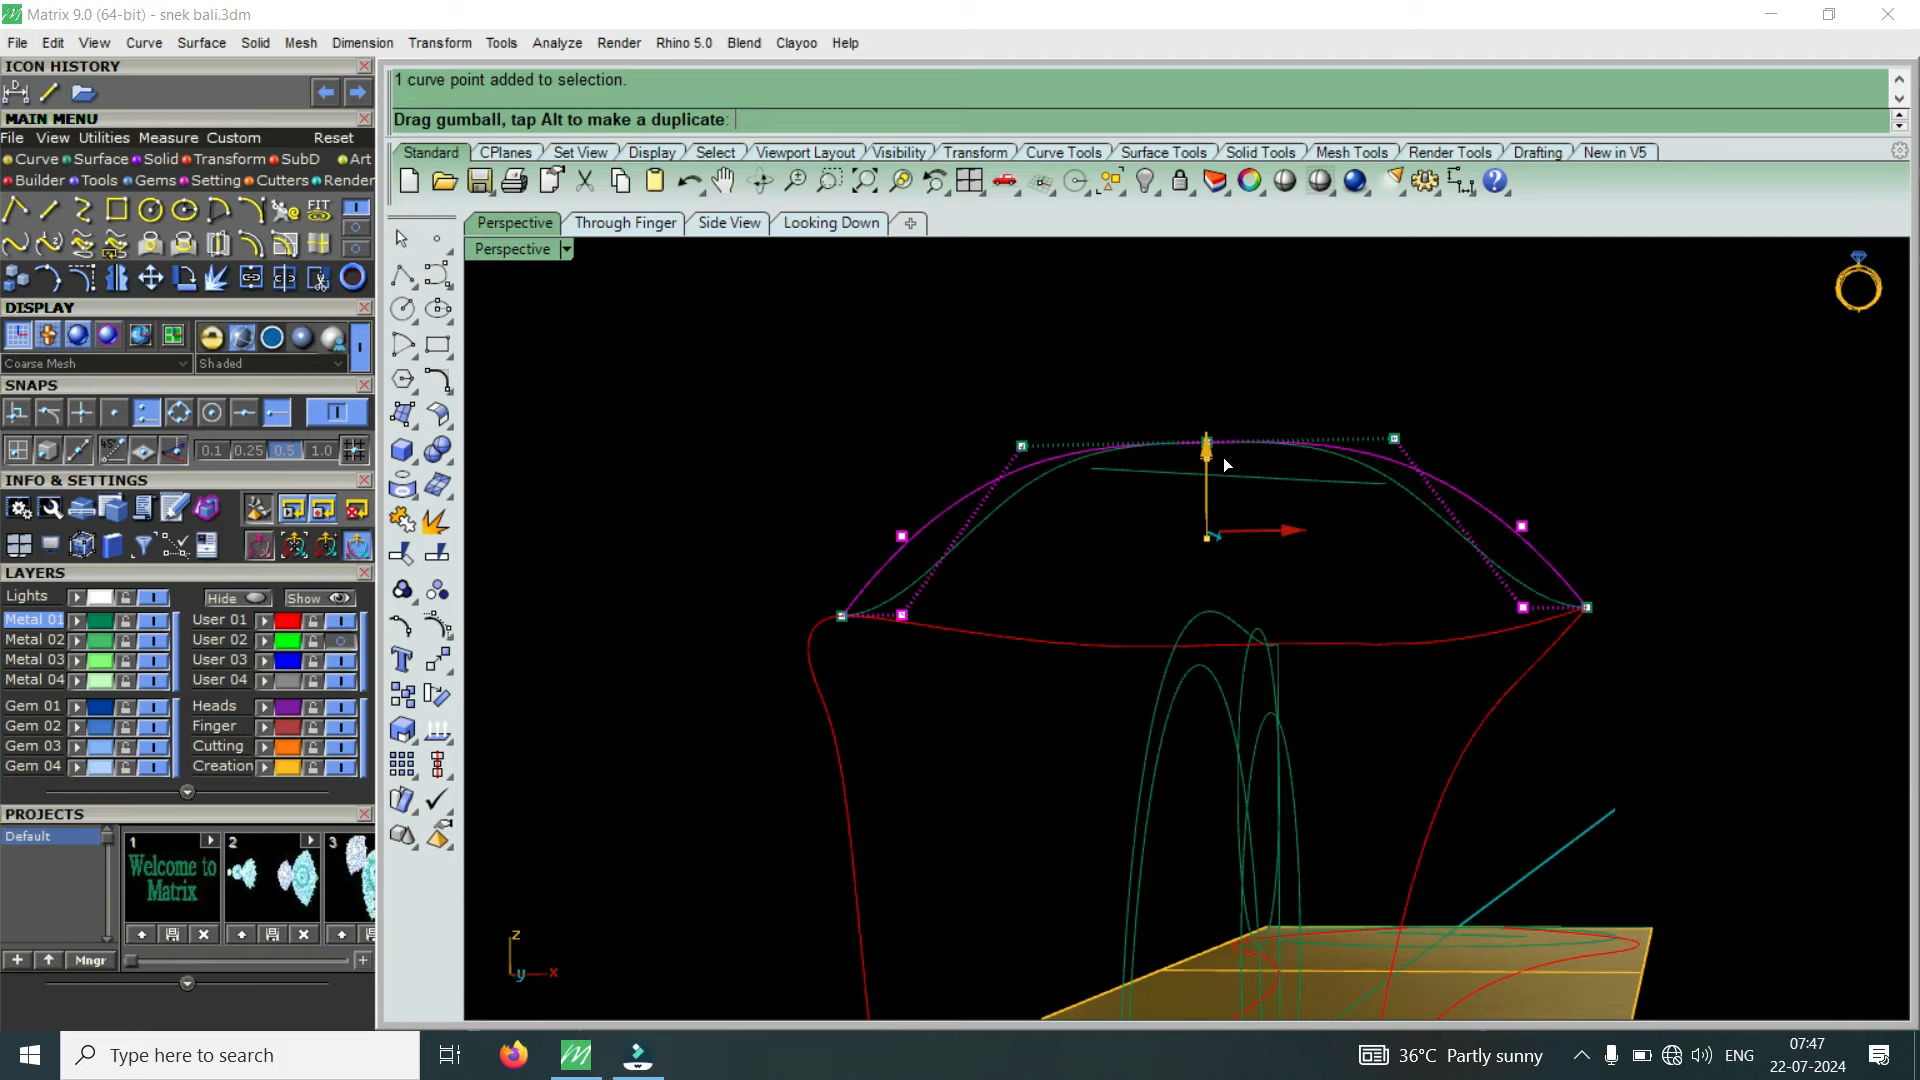 Matrix 9.0 (64-bit) - snek bali.3dm
File Edit View Curve Surface Solid Mesh Dimension Transform Tools Analyze Render Rhino 5.0 Blend Clayoo Help
ICON HISTORY
MAIN MENU
File View Utilities Measure Custom Reset
Curve Surface Solid Transform SubD Art
Builder Tools Gems Setting Cutters Render
FIT
DISPLAY
Coarse Mesh Shaded
SNAPS
0.1 0.25 0.5 1.0
INFO & SETTINGS
LAYERS
Lights Hide Show
Metal 01 User 01
Metal 02 User 02
Metal 03 User 03
Metal 04 User 04
Gem 01 Heads
Gem 02 Finger
Gem 03 Cutting
Gem 04 Creation
PROJECTS
Default
1 2 3
Welcome to Matrix
Mngr
1 curve point added to selection.
Drag gumball, tap Alt to make a duplicate:
Standard CPlanes Set View Display Select Viewport Layout Visibility Transform Curve Tools Surface Tools Solid Tools Mesh Tools Render Tools Drafting New in V5
Perspective Through Finger Side View Looking Down
Perspective
z
y x
Type here to search
36°C Partly sunny
ENG
07:47
22-07-2024